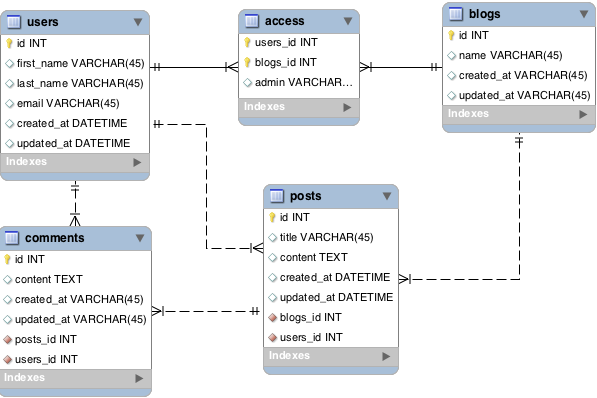 users
id INT
first_name VARCHAR(45)
last_name VARCHAR(45)
email VARCHAR(45)
created_at DATETIME
updated_at DATETIME
Indexes
access
users_id INT
blogs_id INT
admin VARCHAR...
Indexes
blogs
id INT
name VARCHAR(45)
created_at VARCHAR(45)
updated_at VARCHAR(45)
Indexes
comments
id INT
content TEXT
created_at VARCHAR(45)
updated_at VARCHAR(45)
posts_id INT
users_id INT
Indexes
posts
id INT
title VARCHAR(45)
content TEXT
created_at DATETIME
updated_at DATETIME
blogs_id INT
users_id INT
Indexes